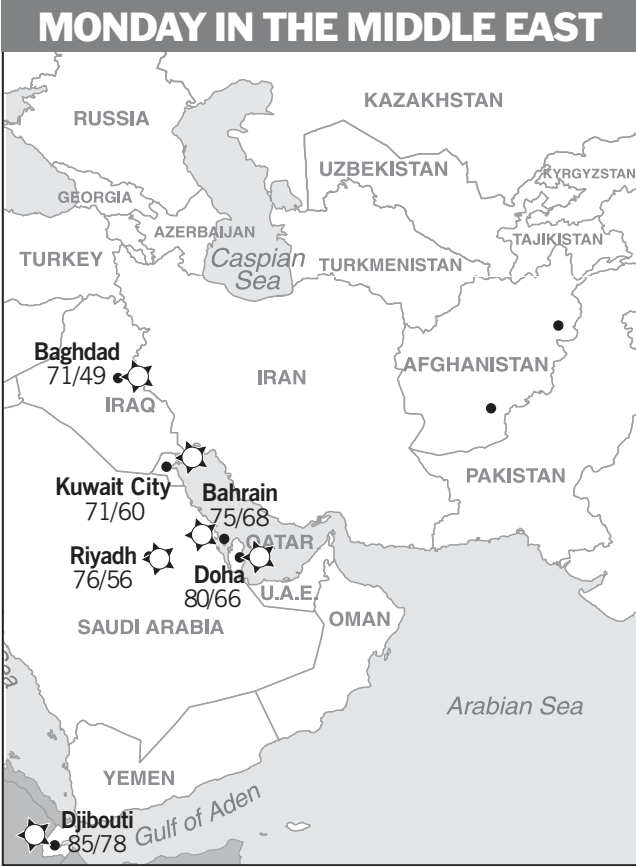 MONDAY IN THE MIDDLE EAST
KAZAKHSTAN
RUSSIA
UZBEKISTAN
KYRGYZSTAN
GEORGIA
AZERBAIJAN
TAJIKISTAN
TURKEY
Caspian
Sea
TURKMENISTAN
Baghdad
71/49
AFGHANISTAN
IRAN
IRAQ
PAKISTAN
Kuwait City
71/60
Bahrain
75/68
QATAR
Riyadh
76/56
Doha
80/66
U.A.E.
OMAN
SAUDI ARABIA
Arabian Sea
YEMEN
Gulf of Aden
Djibouti
85/78